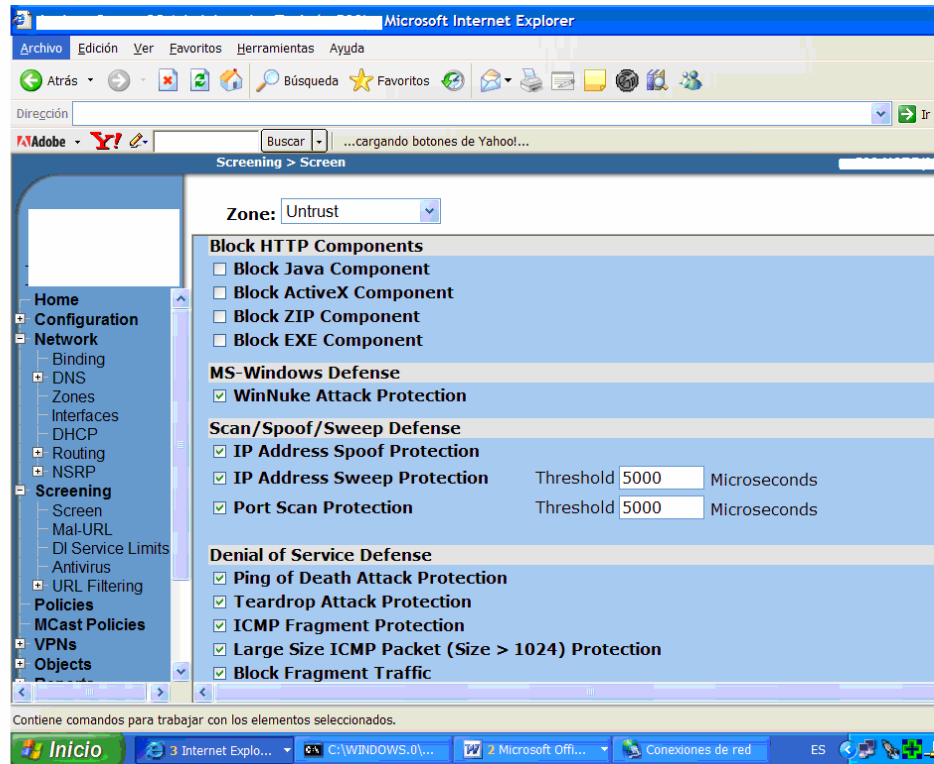 Microsoft Internet Explorer
Archivo Edición Ver Favoritos Herramientas Ayuda
Atrás Búsqueda Favoritos
Dirección Ir
Adobe Y! Buscar ...cargando botones de Yahoo!...
Screening > Screen
Zone: Untrust
Block HTTP Components
Block Java Component
Block ActiveX Component
Block ZIP Component
Block EXE Component
MS-Windows Defense
WinNuke Attack Protection
Scan/Spoof/Sweep Defense
IP Address Spoof Protection
IP Address Sweep Protection Threshold 5000 Microseconds
Port Scan Protection Threshold 5000 Microseconds
Denial of Service Defense
Ping of Death Attack Protection
Teardrop Attack Protection
ICMP Fragment Protection
Large Size ICMP Packet (Size > 1024) Protection
Block Fragment Traffic
Home
Configuration
Network
Binding
DNS
Zones
Interfaces
DHCP
Routing
NSRP
Screening
Screen
Mal-URL
DI Service Limits
Antivirus
URL Filtering
Policies
MCast Policies
VPNs
Objects
Contiene comandos para trabajar con los elementos seleccionados.
Inicio 3 Internet Explo... C:\WINDOWS.0\... 2 Microsoft Offi... Conexiones de red ES